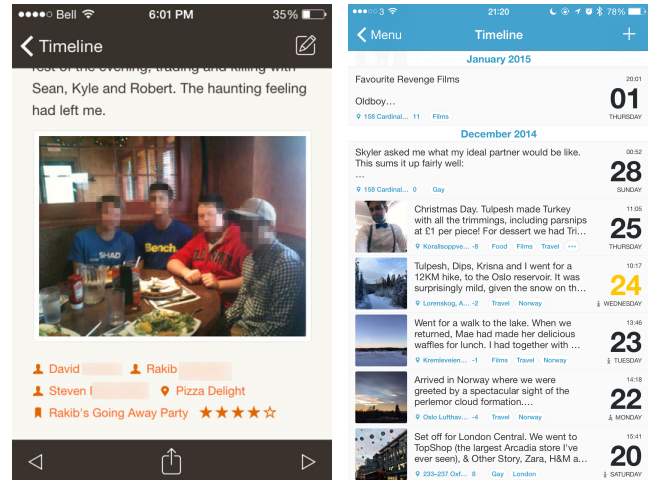 Bell 6:01 PM 35%
Timeline
rest of the evening, trading and killing with
Sean, Kyle and Robert. The haunting feeling
had left me.
SHAD
Bench.
David
Rakib
Steven
Pizza Delight
Rakib's Going Away Party
3 21:20 78%
Menu Timeline +
January 2015
Favourite Revenge Films
Oldboy…
158 Cardinal... 11 Films
20:01
01
THURSDAY
December 2014
Skyler asked me what my ideal partner would be like.
This sums it up fairly well:
…
158 Cardinal... 0 Gay
00:52
28
SUNDAY
Christmas Day. Tulpesh made Turkey
with all the trimmings, including parsnips
at £1 per piece! For dessert we had Tri...
Korallsoppve... -8 Food Films Travel •••
11:05
25
THURSDAY
Tulpesh, Dips, Krisna and I went for a
12KM hike, to the Oslo reservoir. It was
surprisingly mild, given the snow on th...
Lorenskog, A... -2 Travel Norway
10:17
24
WEDNESDAY
Went for a walk to the lake. When we
returned, Mae had made her delicious
waffles for lunch. I had together with ...
Kremleveien... -1 Films Travel Norway
13:46
23
TUESDAY
Arrived in Norway where we were
greeted by a spectacular sight of the
perlemor cloud formation....
Oslo Lufthav... -4 Travel Norway
14:18
22
MONDAY
Set off for London Central. We went to
TopShop (the largest Arcadia store I've
ever seen), & Other Story, Zara, H&M a...
233–237 Oxf... 8 Gay London
15:41
20
SATURDAY